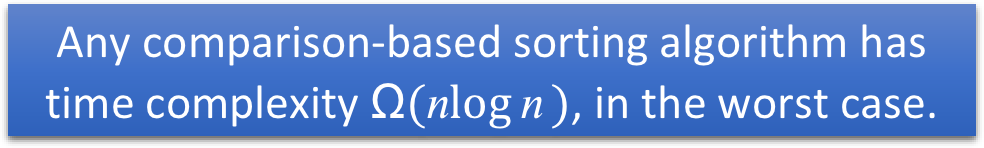 Any comparison-based sorting algorithm has
time complexity Ω(nlog n), in the worst case.